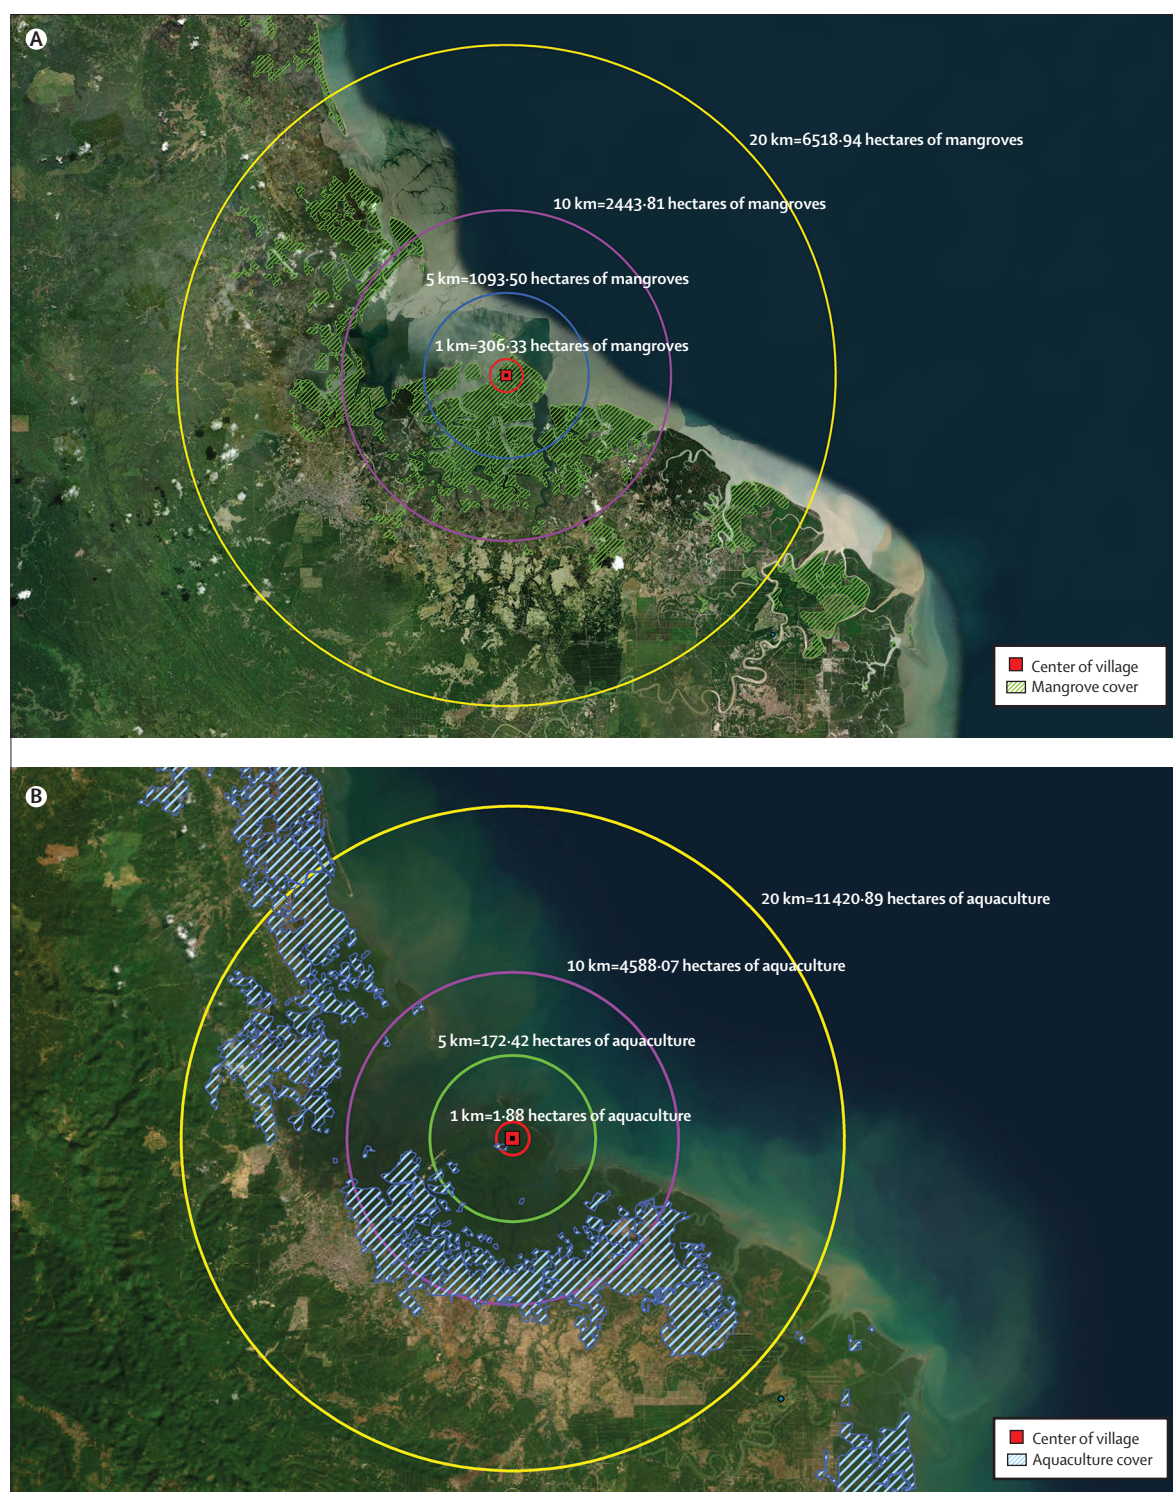 A
20 km=6518·94 hectares of mangroves
10 km=2443·81 hectares of mangroves
5 km=1093·50 hectares of mangroves
1 km=306·33 hectares of mangroves
Center of village
Mangrove cover
B
20 km=11 420·89 hectares of aquaculture
10 km=4588·07 hectares of aquaculture
5 km=172·42 hectares of aquaculture
1 km=1·88 hectares of aquaculture
Center of village
Aquaculture cover